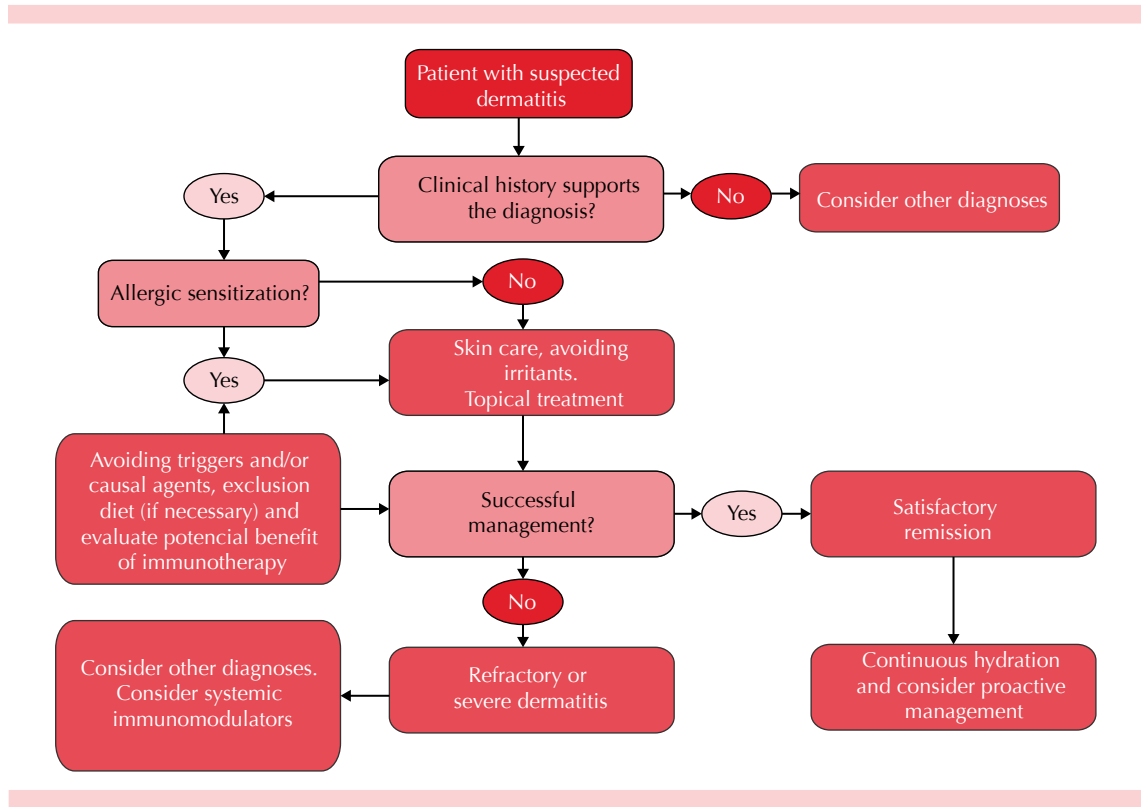 Patient with suspected
dermatitis
Clinical history supports
the diagnosis?
Yes
No
Consider other diagnoses
Allergic sensitization?
No
Skin care, avoiding
irritants.
Topical treatment
Yes
Avoiding triggers and/or
causal agents, exclusion
diet (if necessary) and
evaluate potencial benefit
of immunotherapy
Successful
management?
Yes
Satisfactory
remission
No
Consider other diagnoses.
Consider systemic
immunomodulators
Refractory or
severe dermatitis
Continuous hydration
and consider proactive
management